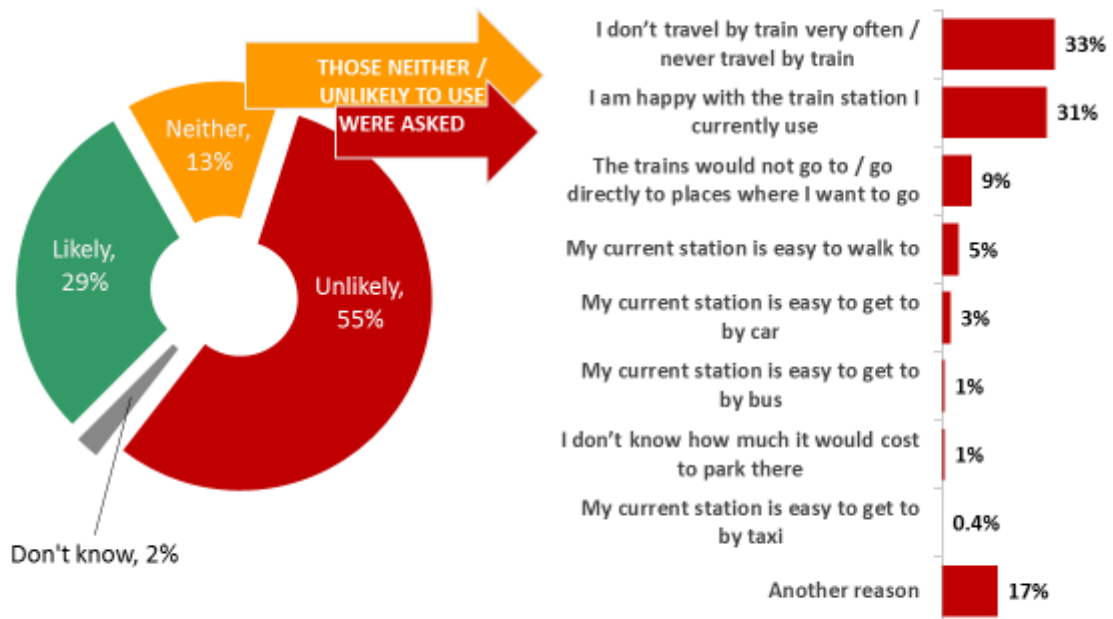 THOSE NEITHER /
UNLIKELY TO USE
WERE ASKED
Neither,
13%
Likely,
29%
Unlikely,
55%
Don't know, 2%
I don’t travel by train very often /
never travel by train
33%
I am happy with the train station I
currently use
31%
The trains would not go to / go
directly to places where I want to go
9%
My current station is easy to walk to
5%
My current station is easy to get to
by car
3%
My current station is easy to get to
by bus
1%
I don’t know how much it would cost
to park there
1%
My current station is easy to get to
by taxi
0.4%
Another reason
17%